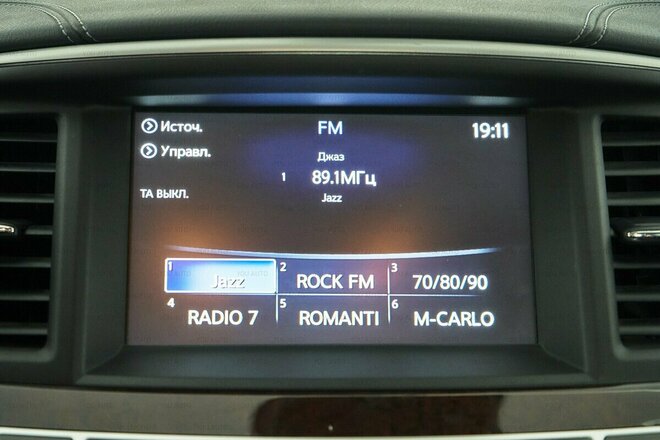 Источ. FM 19:11
Управл.
Джаз
1 89.1МГц
ТА ВЫКЛ.
Jazz
1 Jazz 2 ROCK FM 3 70/80/90
4 RADIO 7 5 ROMANTI 6 M-CARLO